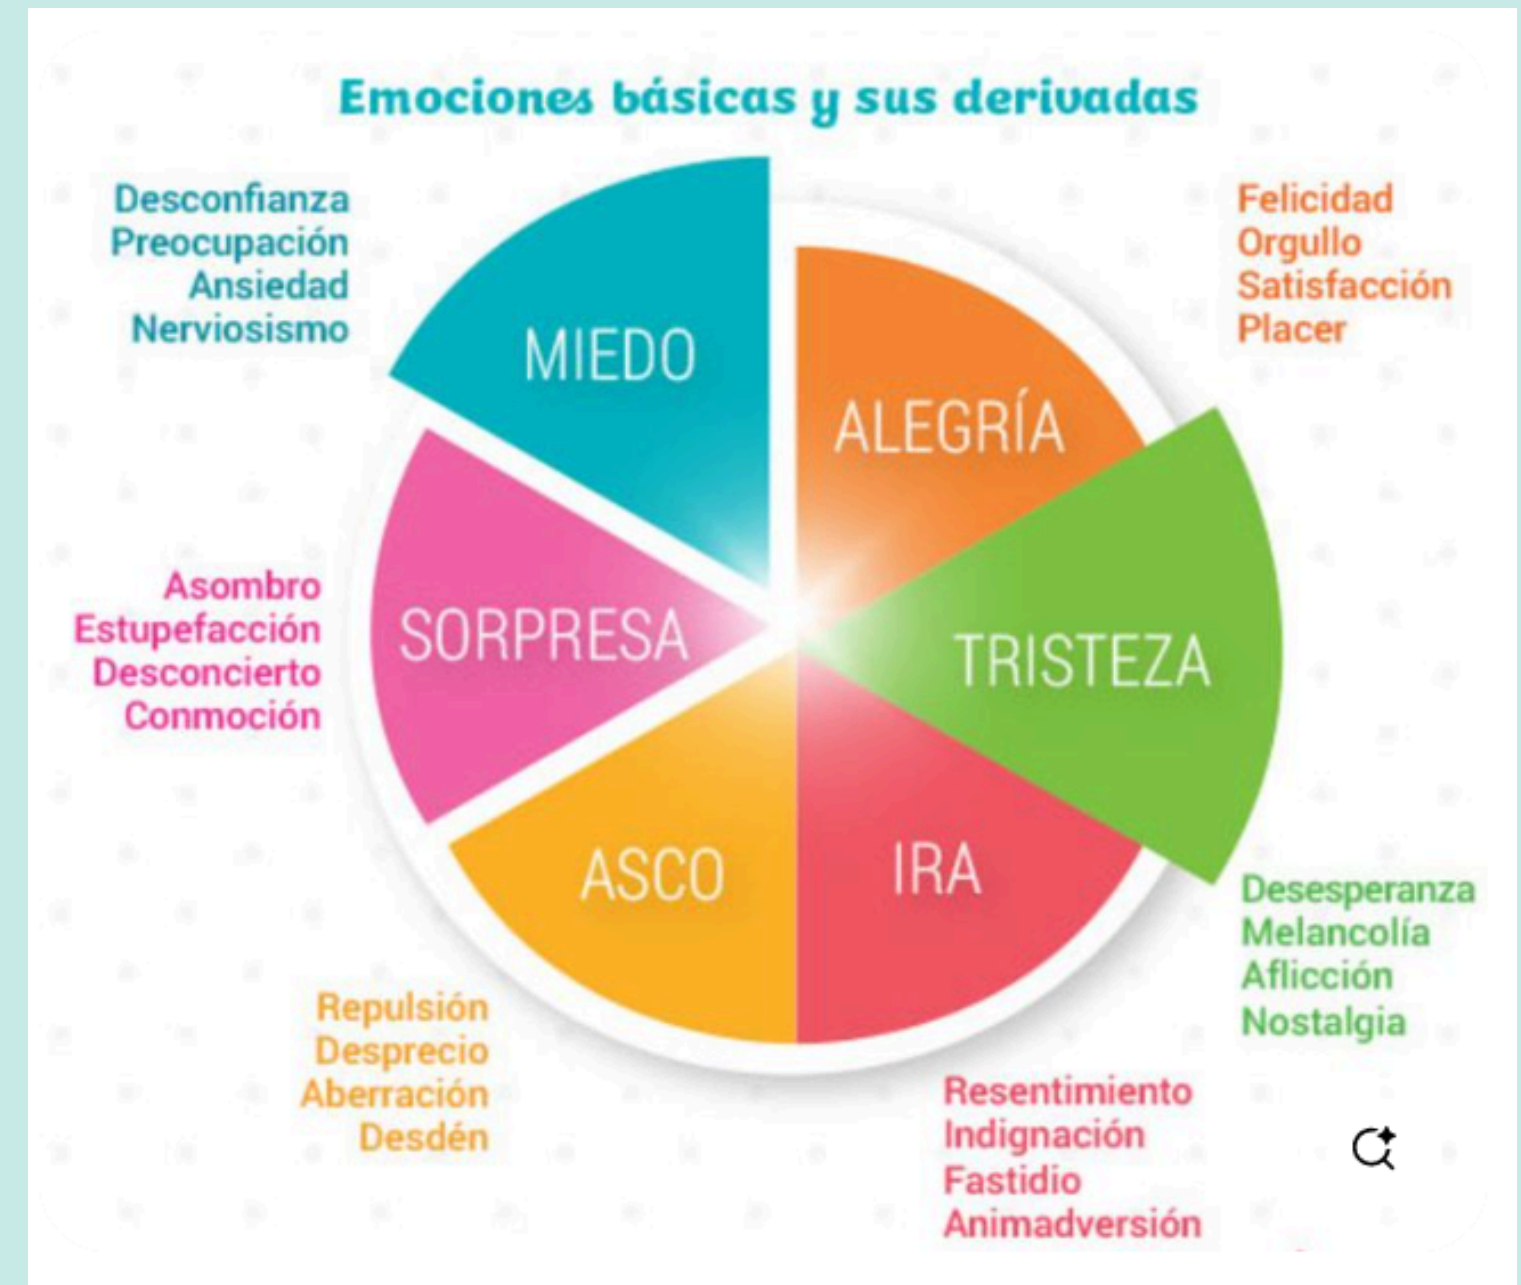 Emociones básicas y sus derivadas
Desconfianza
Preocupación
Ansiedad
Nerviosismo
MIEDO
Felicidad
Orgullo
Satisfacción
Placer
ALEGRÍA
Asombro
Estupefacción
Desconcierto
Conmoción
SORPRESA
TRISTEZA
Desesperanza
Melancolía
Aflicción
Nostalgia
ASCO
Repulsión
Desprecio
Aberración
Desdén
IRA
Resentimiento
Indignación
Fastidio
Animadversión